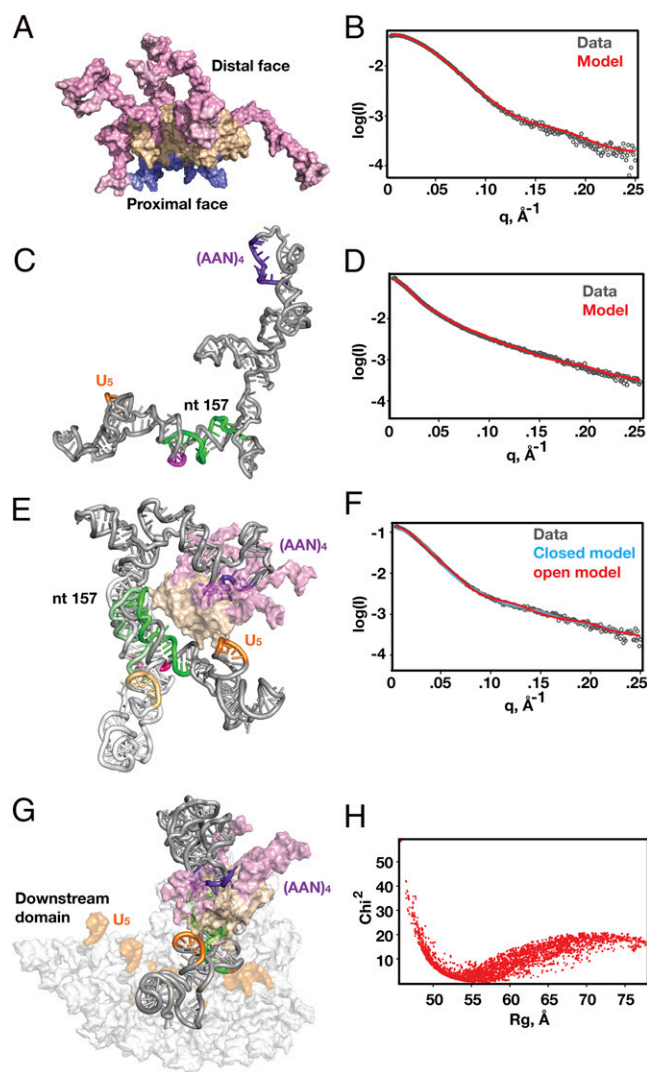 A
Distal face
Proximal face
B
Data
Model
-2
-3
-4
log(I)
0
.05
.10
.15
.20
.25
q, Å-1
C
(AAN)4
U5
nt 157
D
Data
Model
-2
-3
-4
log(I)
0
.05
.10
.15
.20
.25
q, Å-1
E
(AAN)4
nt 157
U5
F
Data
Closed model
open model
-1
-2
-3
-4
log(I)
0
.05
.10
.15
.20
.25
q, Å-1
G
Downstream
domain
U5
(AAN)4
H
50
40
30
20
10
Chi2
50
55
60
65
70
75
Rg, Å